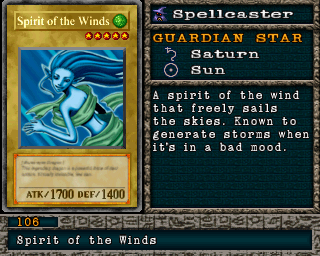 Spirit of the Winds
ATK/1700 DEF/1400
Spellcaster
GUARDIAN STAR
Saturn
Sun
A spirit of the wind
that freely sails
the skies. Known to
generate storms when
it's in a bad mood.
106
Spirit of the Winds